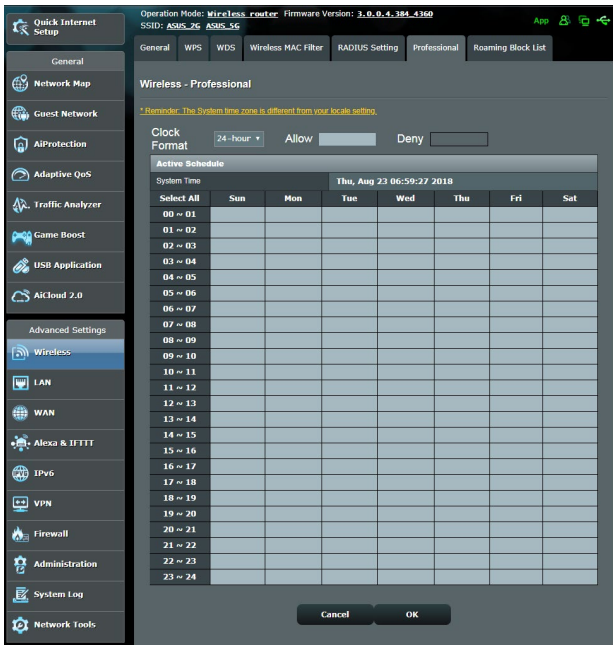 Quick Internet
Setup
General
Network Map
Guest Network
AiProtection
Adaptive QoS
Traffic Analyzer
Game Boost
USB Application
AiCloud 2.0
Advanced Settings
Wireless
LAN
WAN
Alexa & IFTTT
IPv6
VPN
Firewall
Administration
System Log
Network Tools
Operation Mode: Wireless router Firmware Version: 3.0.0.4.384_4360
SSID: ASUS_2G ASUS_5G
App
General WPS WDS Wireless MAC Filter RADIUS Setting Professional Roaming Block List
Wireless - Professional
* Reminder: The System time zone is different from your locale setting.
Clock
Format
24-hour Allow Deny
Active Schedule
System Time Thu, Aug 23 06:59:27 2018
Select All Sun Mon Tue Wed Thu Fri Sat
00 ~ 01
01 ~ 02
02 ~ 03
03 ~ 04
04 ~ 05
05 ~ 06
06 ~ 07
07 ~ 08
08 ~ 09
09 ~ 10
10 ~ 11
11 ~ 12
12 ~ 13
13 ~ 14
14 ~ 15
15 ~ 16
16 ~ 17
17 ~ 18
18 ~ 19
19 ~ 20
20 ~ 21
21 ~ 22
22 ~ 23
23 ~ 24
Cancel OK